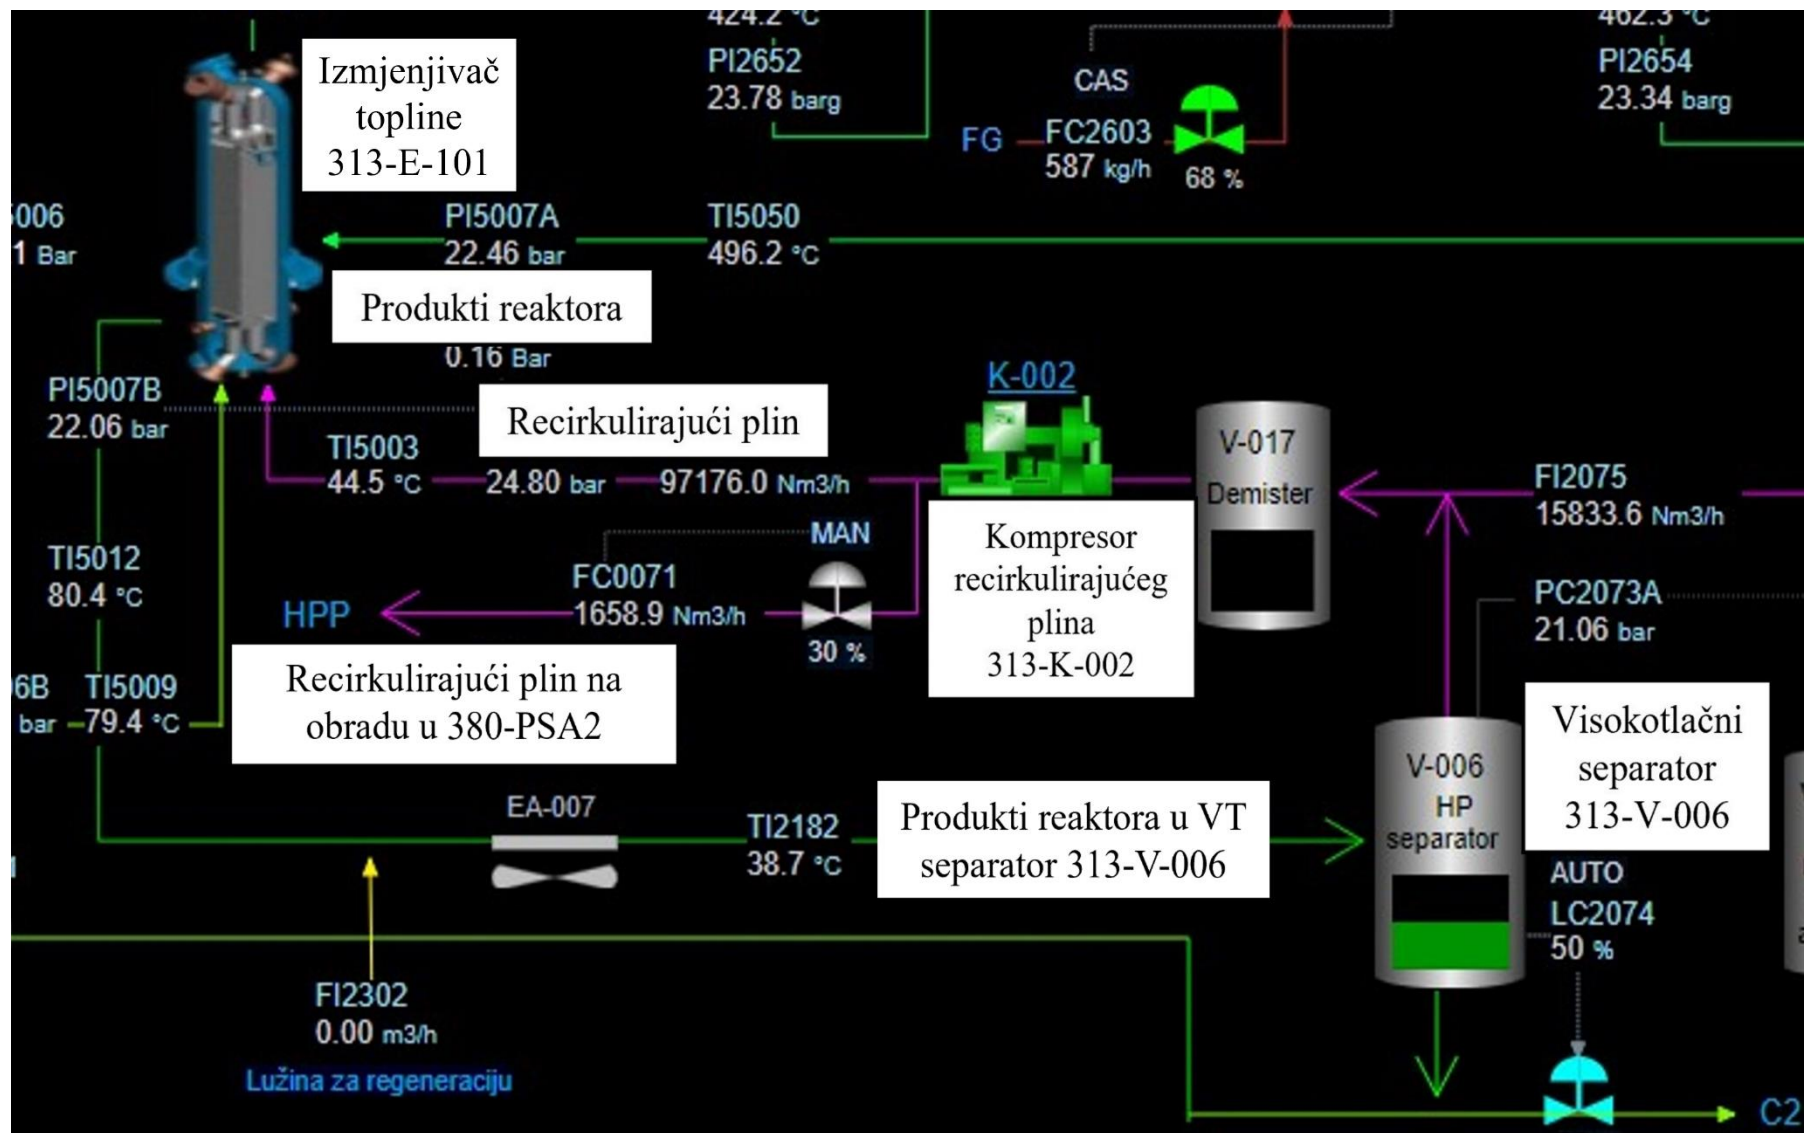 424.2 °C
462.3 °C
Izmjenjivač
topline
313-E-101
PI2652
23.78 barg
CAS
FG
FC2603
587 kg/h
68 %
PI2654
23.34 barg
5006
1 Bar
PI5007A
22.46 bar
TI5050
496.2 °C
Produkti reaktora
0.16 Bar
PI5007B
22.06 bar
Recirkulirajući plin
TI5003
44.5 °C
24.80 bar
97176.0 Nm3/h
K-002
V-017
Demister
FI2075
15833.6 Nm3/h
Kompresor
recirkulirajućeg
plina
313-K-002
MAN
FC0071
1658.9 Nm3/h
30 %
HPP
TI5012
80.4 °C
PC2073A
21.06 bar
Recirkulirajući plin na
obradu u 380-PSA2
6B
bar
TI5009
79.4 °C
Visokotlačni
separator
313-V-006
V-006
HP
separator
EA-007
TI2182
38.7 °C
Produkti reaktora u VT
separator 313-V-006
AUTO
LC2074
50 %
FI2302
0.00 m3/h
Lužina za regeneraciju
C2